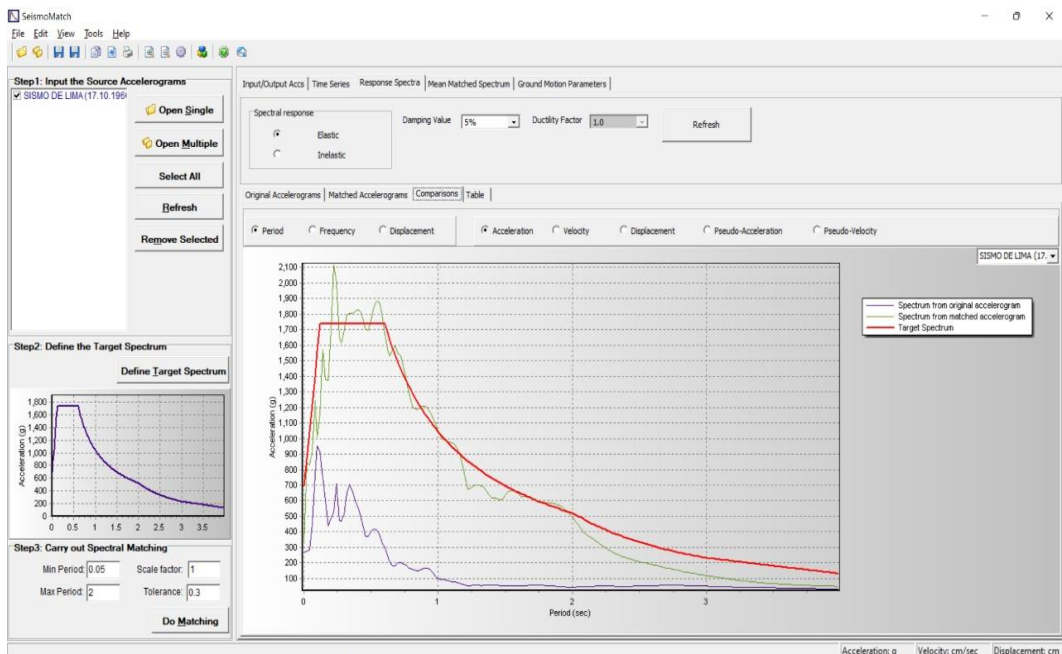 SeismoMatch
File Edit View Tools Help
Step1: Input the Source Accelerograms
SISMO DE LIMA (17.10.196
Open Single
Open Multiple
Select All
Refresh
Remove Selected
Step2: Define the Target Spectrum
Define Target Spectrum
Acceleration (g)
1,800
1,600
1,400
1,200
1,000
800
600
400
200
0
0 0.5 1 1.5 2 2.5 3 3.5
Step3: Carry out Spectral Matching
Min Period: 0.05 Scale factor: 1
Max Period: 2 Tolerance: 0.3
Do Matching
Input/Output Accs Time Series Response Spectra Mean Matched Spectrum Ground Motion Parameters
Spectral response
Elastic
Inelastic
Damping Value 5% Ductility Factor 1.0 Refresh
Original Accelerograms Matched Accelerograms Comparisons Table
Period Frequency Displacement Acceleration Velocity Displacement Pseudo-Acceleration Pseudo-Velocity
SISMO DE LIMA (17.
Spectrum from original accelerogram
Spectrum from matched accelerogram
Target Spectrum
Acceleration (g)
2,100
2,000
1,900
1,800
1,700
1,600
1,500
1,400
1,300
1,200
1,100
1,000
900
800
700
600
500
400
300
200
100
0 1 2 3
Period (sec)
Acceleration: g Velocity: cm/sec Displacement: cm